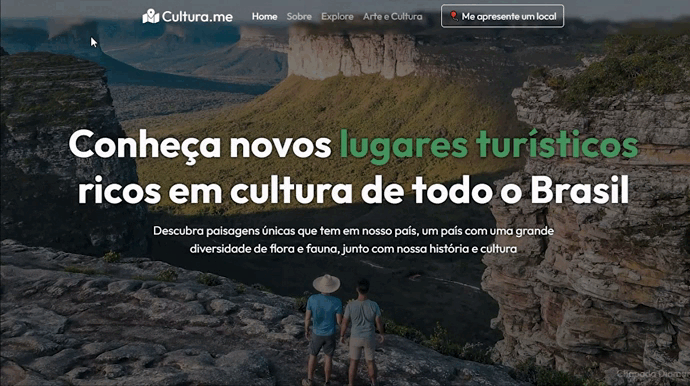 Cultura.me
Home Sobre Explore Arte e Cultura
Me apresente um local
Conheça novos lugares turísticos
ricos em cultura de todo o Brasil
Descubra paisagens únicas que tem em nosso país, um país com uma grande
diversidade de flora e fauna, junto com nossa história e cultura